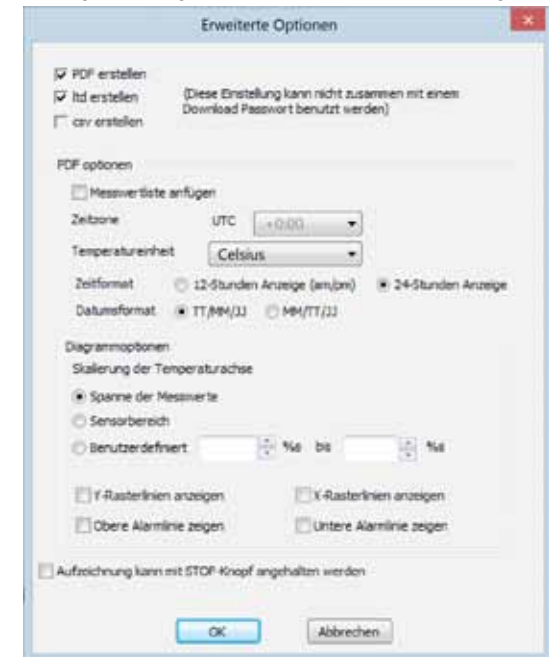 Erweiterte Optionen
PDF erstellen
ltd erstellen
(Diese Einstellung kann nicht zusammen mit einem
Download Passwort benutzt werden)
csv erstellen
PDF optionen
Messwertliste anfügen
Zeitzone UTC +0:00
Temperatureinheit Celsius
Zeitformat 12-Stunden Anzeige (am/pm) 24-Stunden Anzeige
Datumsformat TT/MM/JJ MM/TT/JJ
Diagrammoptionen
Skalierung der Temperaturachse
Spanne der Messwerte
Sensorbereich
Benutzerdefiniert %s bis %s
Y-Rasterlinien anzeigen X-Rasterlinien anzeigen
Obere Alarmlinie zeigen Untere Alarmlinie zeigen
Aufzeichnung kann mit STOP-Knopf angehalten werden
OK Abbrechen